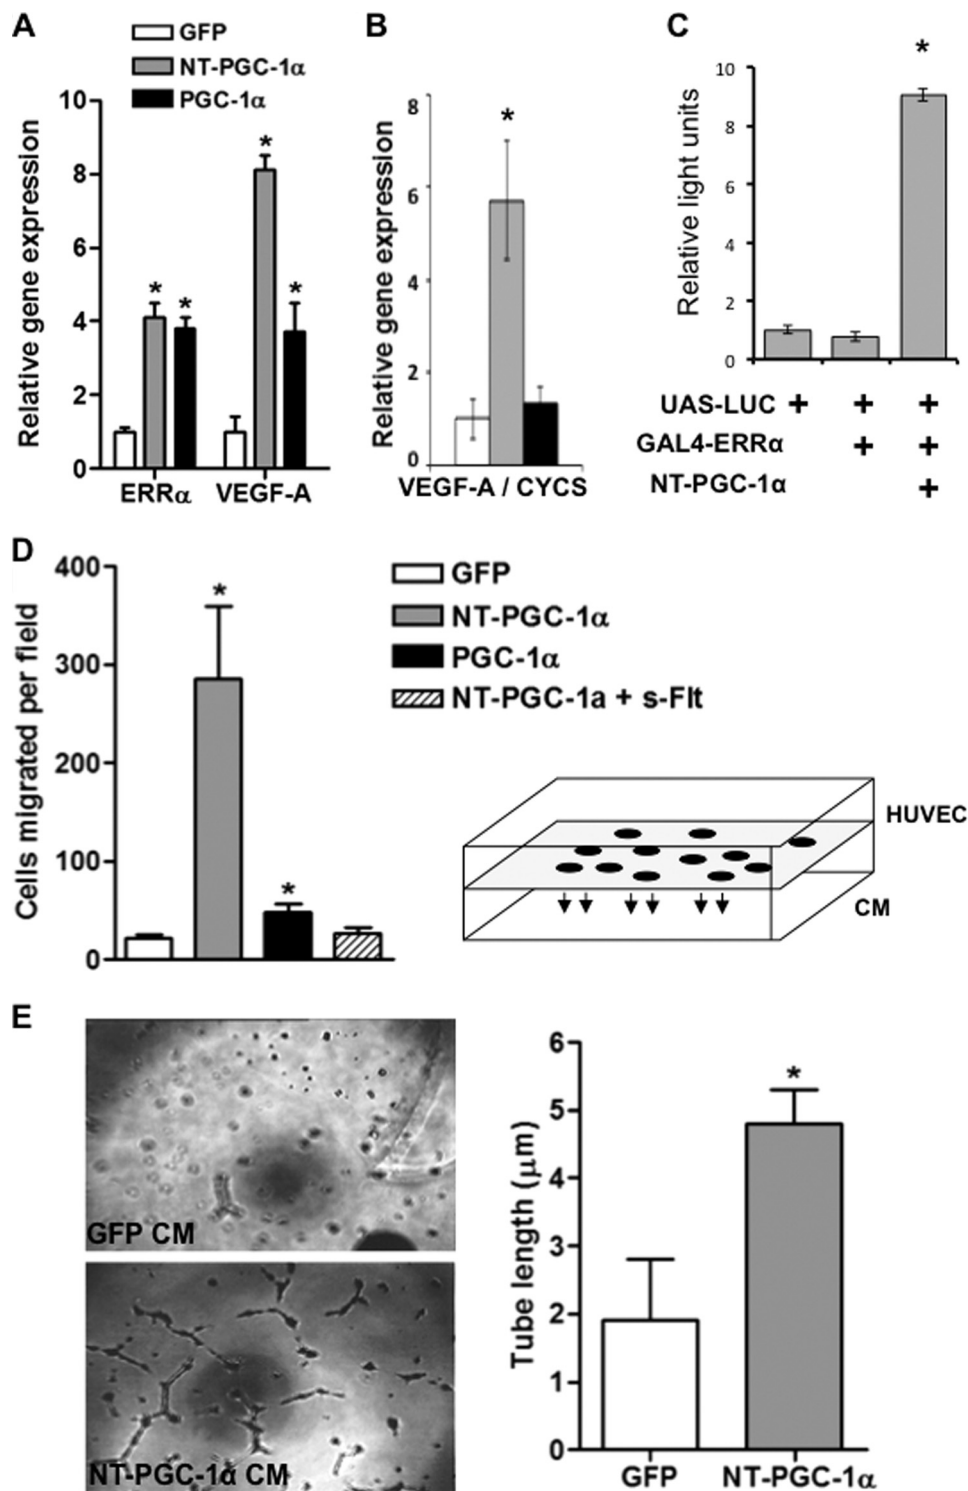 A
GFP
NT-PGC-1α
PGC-1α
Relative gene expression
10
8
6
4
2
0
* * * *
ERRα VEGF-A
B
Relative gene expression
8
6
4
2
0
*
VEGF-A / CYCS
C
Relative light units
10
8
6
4
2
0
*
UAS-LUC + + +
GAL4-ERRα + +
NT-PGC-1α +
D
Cells migrated per field
400
300
200
100
0
* *
GFP
NT-PGC-1α
PGC-1α
NT-PGC-1a + s-Flt
HUVEC
CM
E
GFP CM
NT-PGC-1α CM
Tube length (μm)
6
5
4
3
2
1
0
*
GFP NT-PGC-1α